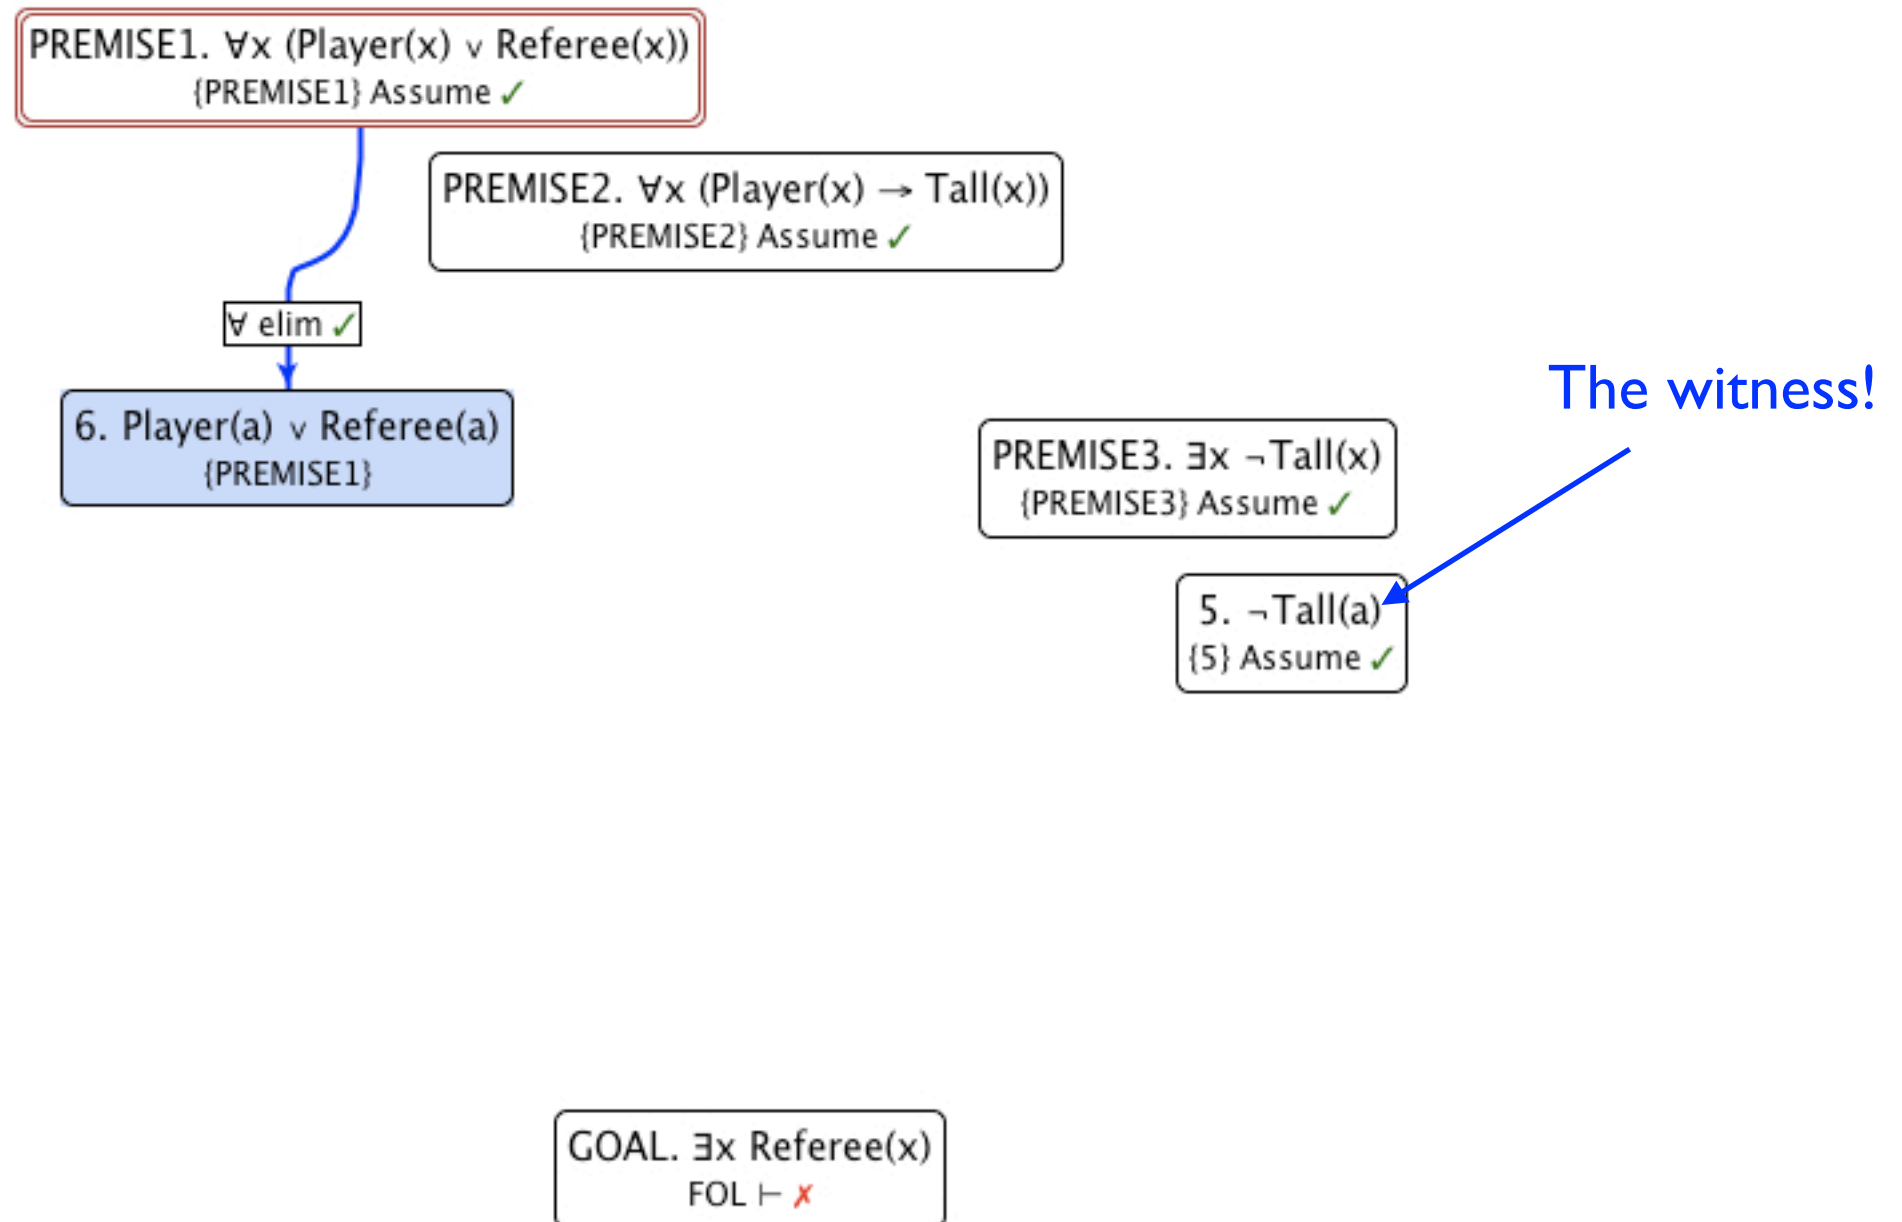 PREMISE1. ∀x (Player(x) ∨ Referee(x))
{PREMISE1} Assume ✓
PREMISE2. ∀x (Player(x) → Tall(x))
{PREMISE2} Assume ✓
∀ elim ✓
6. Player(a) ∨ Referee(a)
{PREMISE1}
The witness!
PREMISE3. ∃x ¬Tall(x)
{PREMISE3} Assume ✓
5. ¬Tall(a)
{5} Assume ✓
GOAL. ∃x Referee(x)
FOL ⊢ ✗